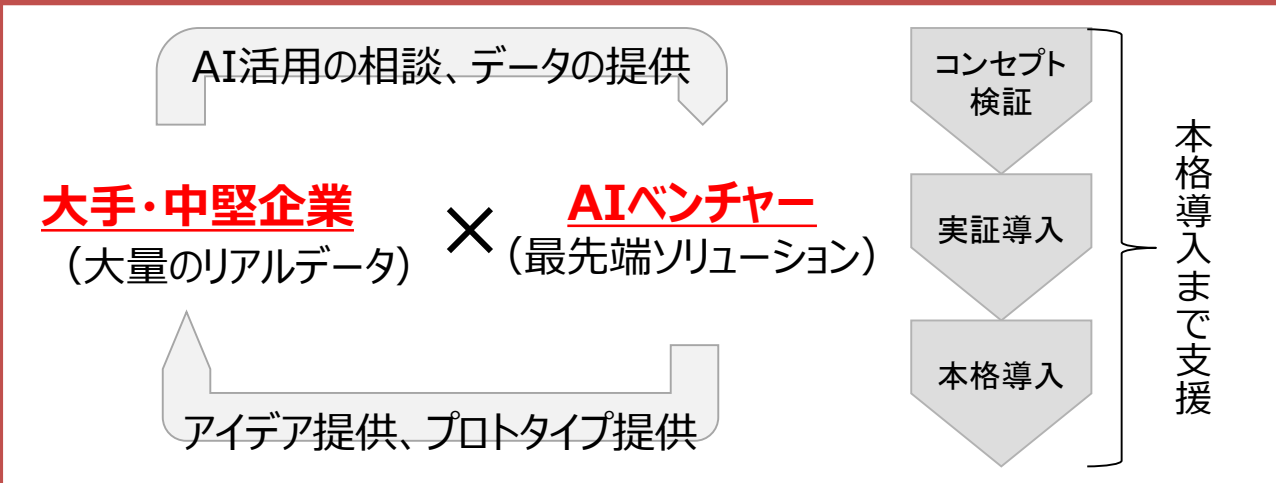 AI活用の相談、データの提供
大手・中堅企業
（大量のリアルデータ）
×
AIベンチャー
（最先端ソリューション）
アイデア提供、プロトタイプ提供
コンセプト
検証
実証導入
本格導入
本格導入まで支援